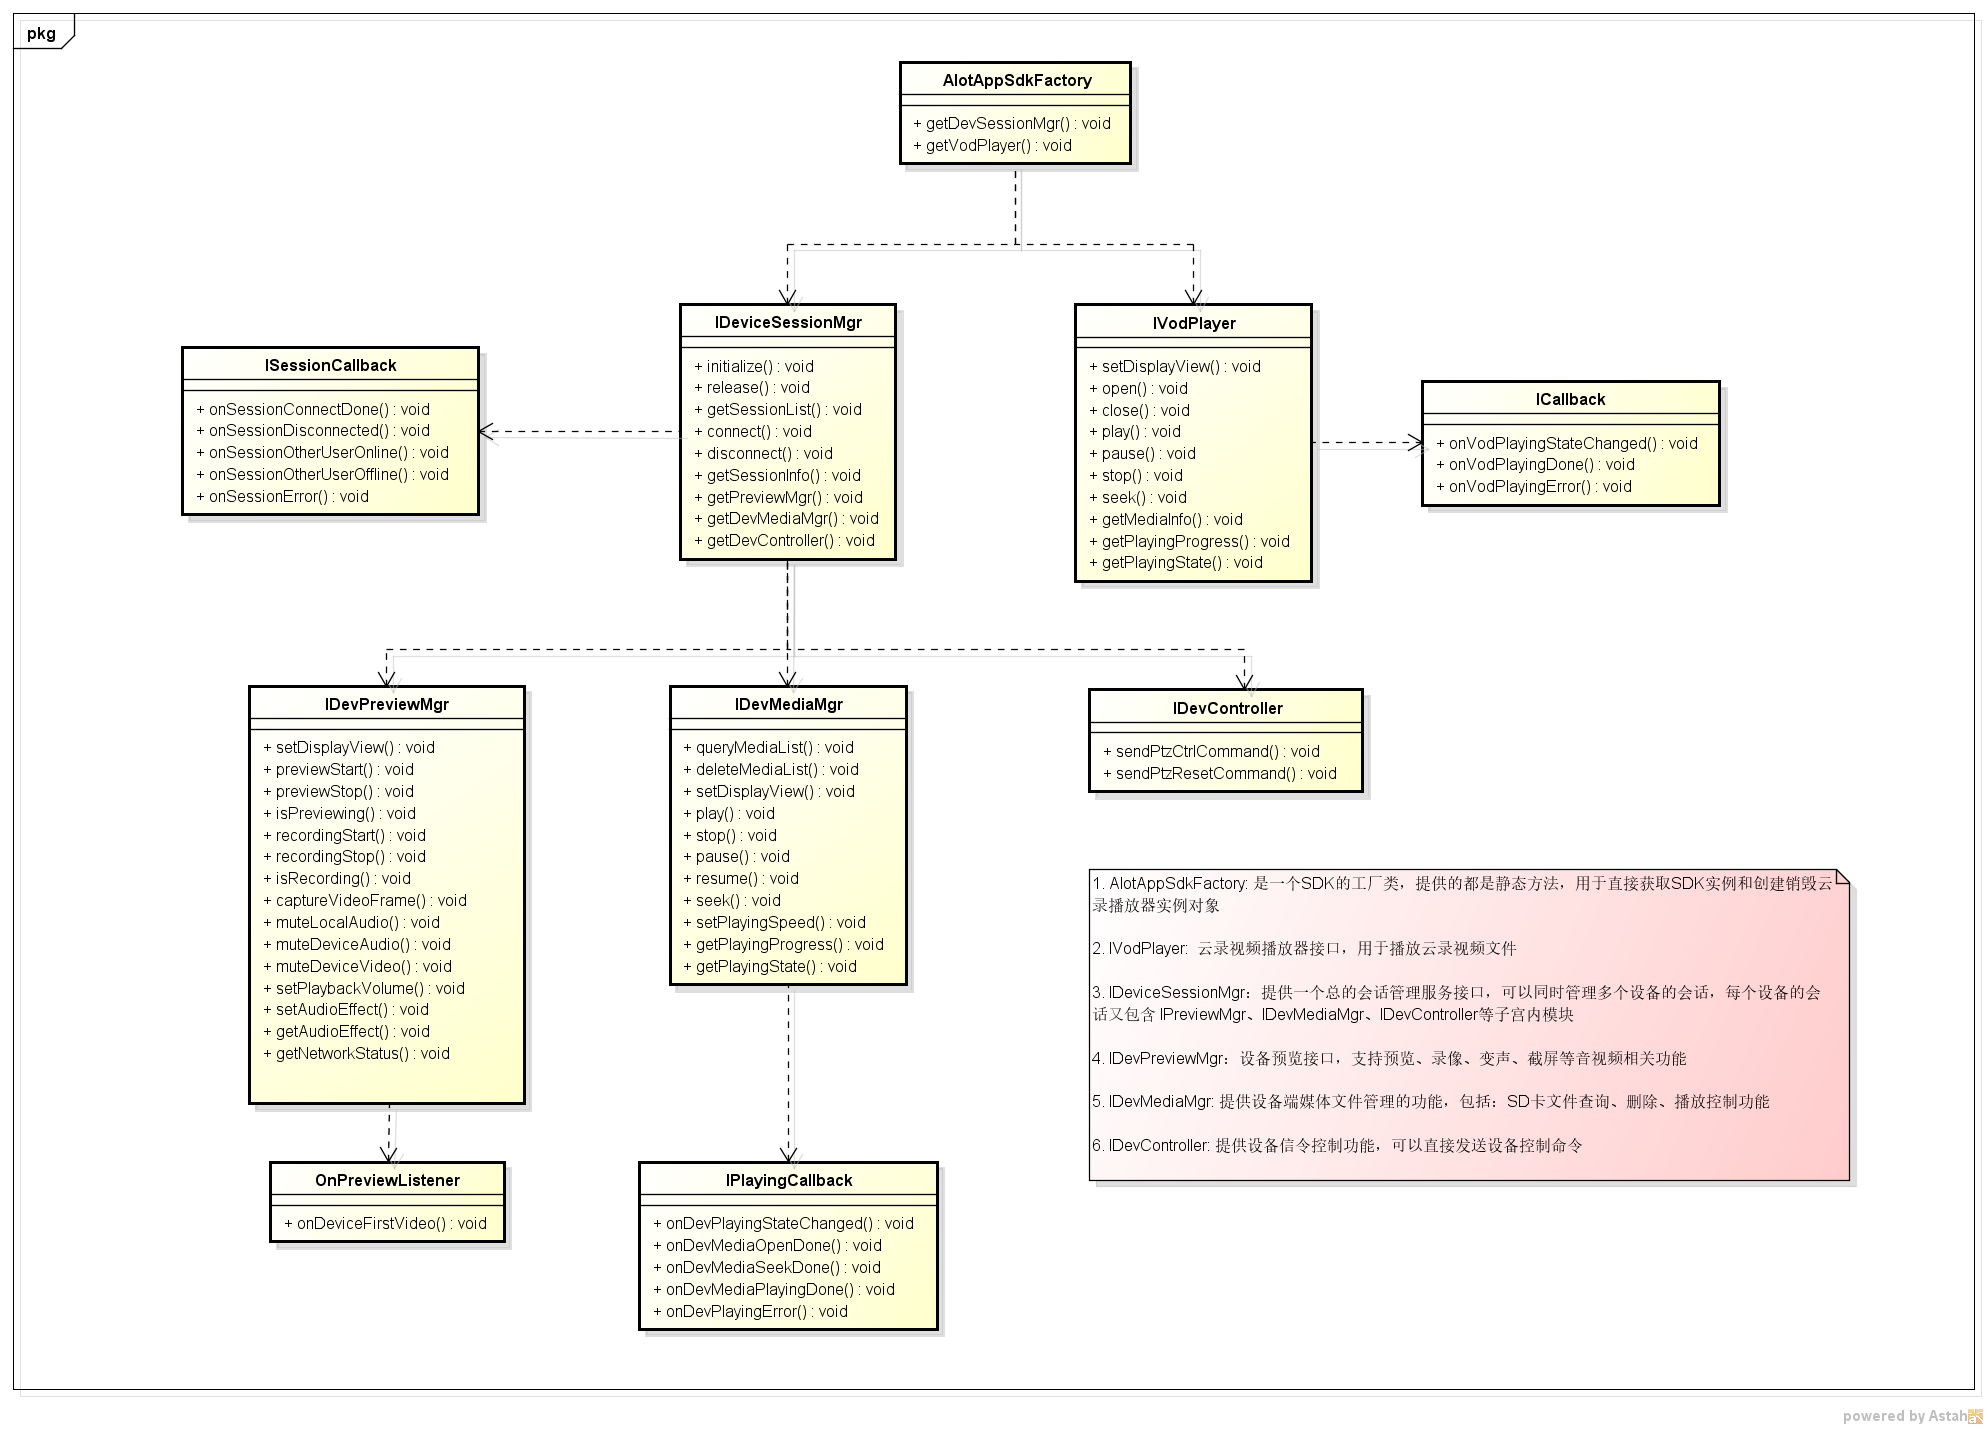 pkg
AIotAppSdkFactory
+ getDevSessionMgr() : void
+ getVodPlayer() : void
IDeviceSessionMgr
+ initialize() : void
+ release() : void
+ getSessionList() : void
+ connect() : void
+ disconnect() : void
+ getSessionInfo() : void
+ getPreviewMgr() : void
+ getDevMediaMgr() : void
+ getDevController() : void
IVodPlayer
+ setDisplayView() : void
+ open() : void
+ close() : void
+ play() : void
+ pause() : void
+ stop() : void
+ seek() : void
+ getMediaInfo() : void
+ getPlayingProgress() : void
+ getPlayingState() : void
ISessionCallback
+ onSessionConnectDone() : void
+ onSessionDisconnected() : void
+ onSessionOtherUserOnline() : void
+ onSessionOtherUserOffline() : void
+ onSessionError() : void
ICallback
+ onVodPlayingStateChanged() : void
+ onVodPlayingDone() : void
+ onVodPlayingError() : void
IDevPreviewMgr
+ setDisplayView() : void
+ previewStart() : void
+ previewStop() : void
+ isPreviewing() : void
+ recordingStart() : void
+ recordingStop() : void
+ isRecording() : void
+ captureVideoFrame() : void
+ muteLocalAudio() : void
+ muteDeviceAudio() : void
+ muteDeviceVideo() : void
+ setPlaybackVolume() : void
+ setAudioEffect() : void
+ getAudioEffect() : void
+ getNetworkStatus() : void
IDevMediaMgr
+ queryMediaList() : void
+ deleteMediaList() : void
+ setDisplayView() : void
+ play() : void
+ stop() : void
+ pause() : void
+ resume() : void
+ seek() : void
+ setPlayingSpeed() : void
+ getPlayingProgress() : void
+ getPlayingState() : void
IDevController
+ sendPtzCtrlCommand() : void
+ sendPtzResetCommand() : void
1. AIotAppSdkFactory: 是一个SDK的工厂类，提供的都是静态方法，用于直接获取SDK实例和创建销毁云
录播放器实例对象
2. IVodPlayer: 云录视频播放器接口，用于播放云录视频文件
3. IDeviceSessionMgr：提供一个总的会话管理服务接口，可以同时管理多个设备的会话，每个设备的会
话又包含 IPreviewMgr、IDevMediaMgr、IDevController等子宫内模块
4. IDevPreviewMgr：设备预览接口，支持预览、录像、变声、截屏等音视频相关功能
5. IDevMediaMgr: 提供设备端媒体文件管理的功能，包括：SD卡文件查询、删除、播放控制功能
6. IDevController: 提供设备信令控制功能，可以直接发送设备控制命令
OnPreviewListener
+ onDeviceFirstVideo() : void
IPlayingCallback
+ onDevPlayingStateChanged() : void
+ onDevMediaOpenDone() : void
+ onDevMediaSeekDone() : void
+ onDevMediaPlayingDone() : void
+ onDevPlayingError() : void
powered by Astah